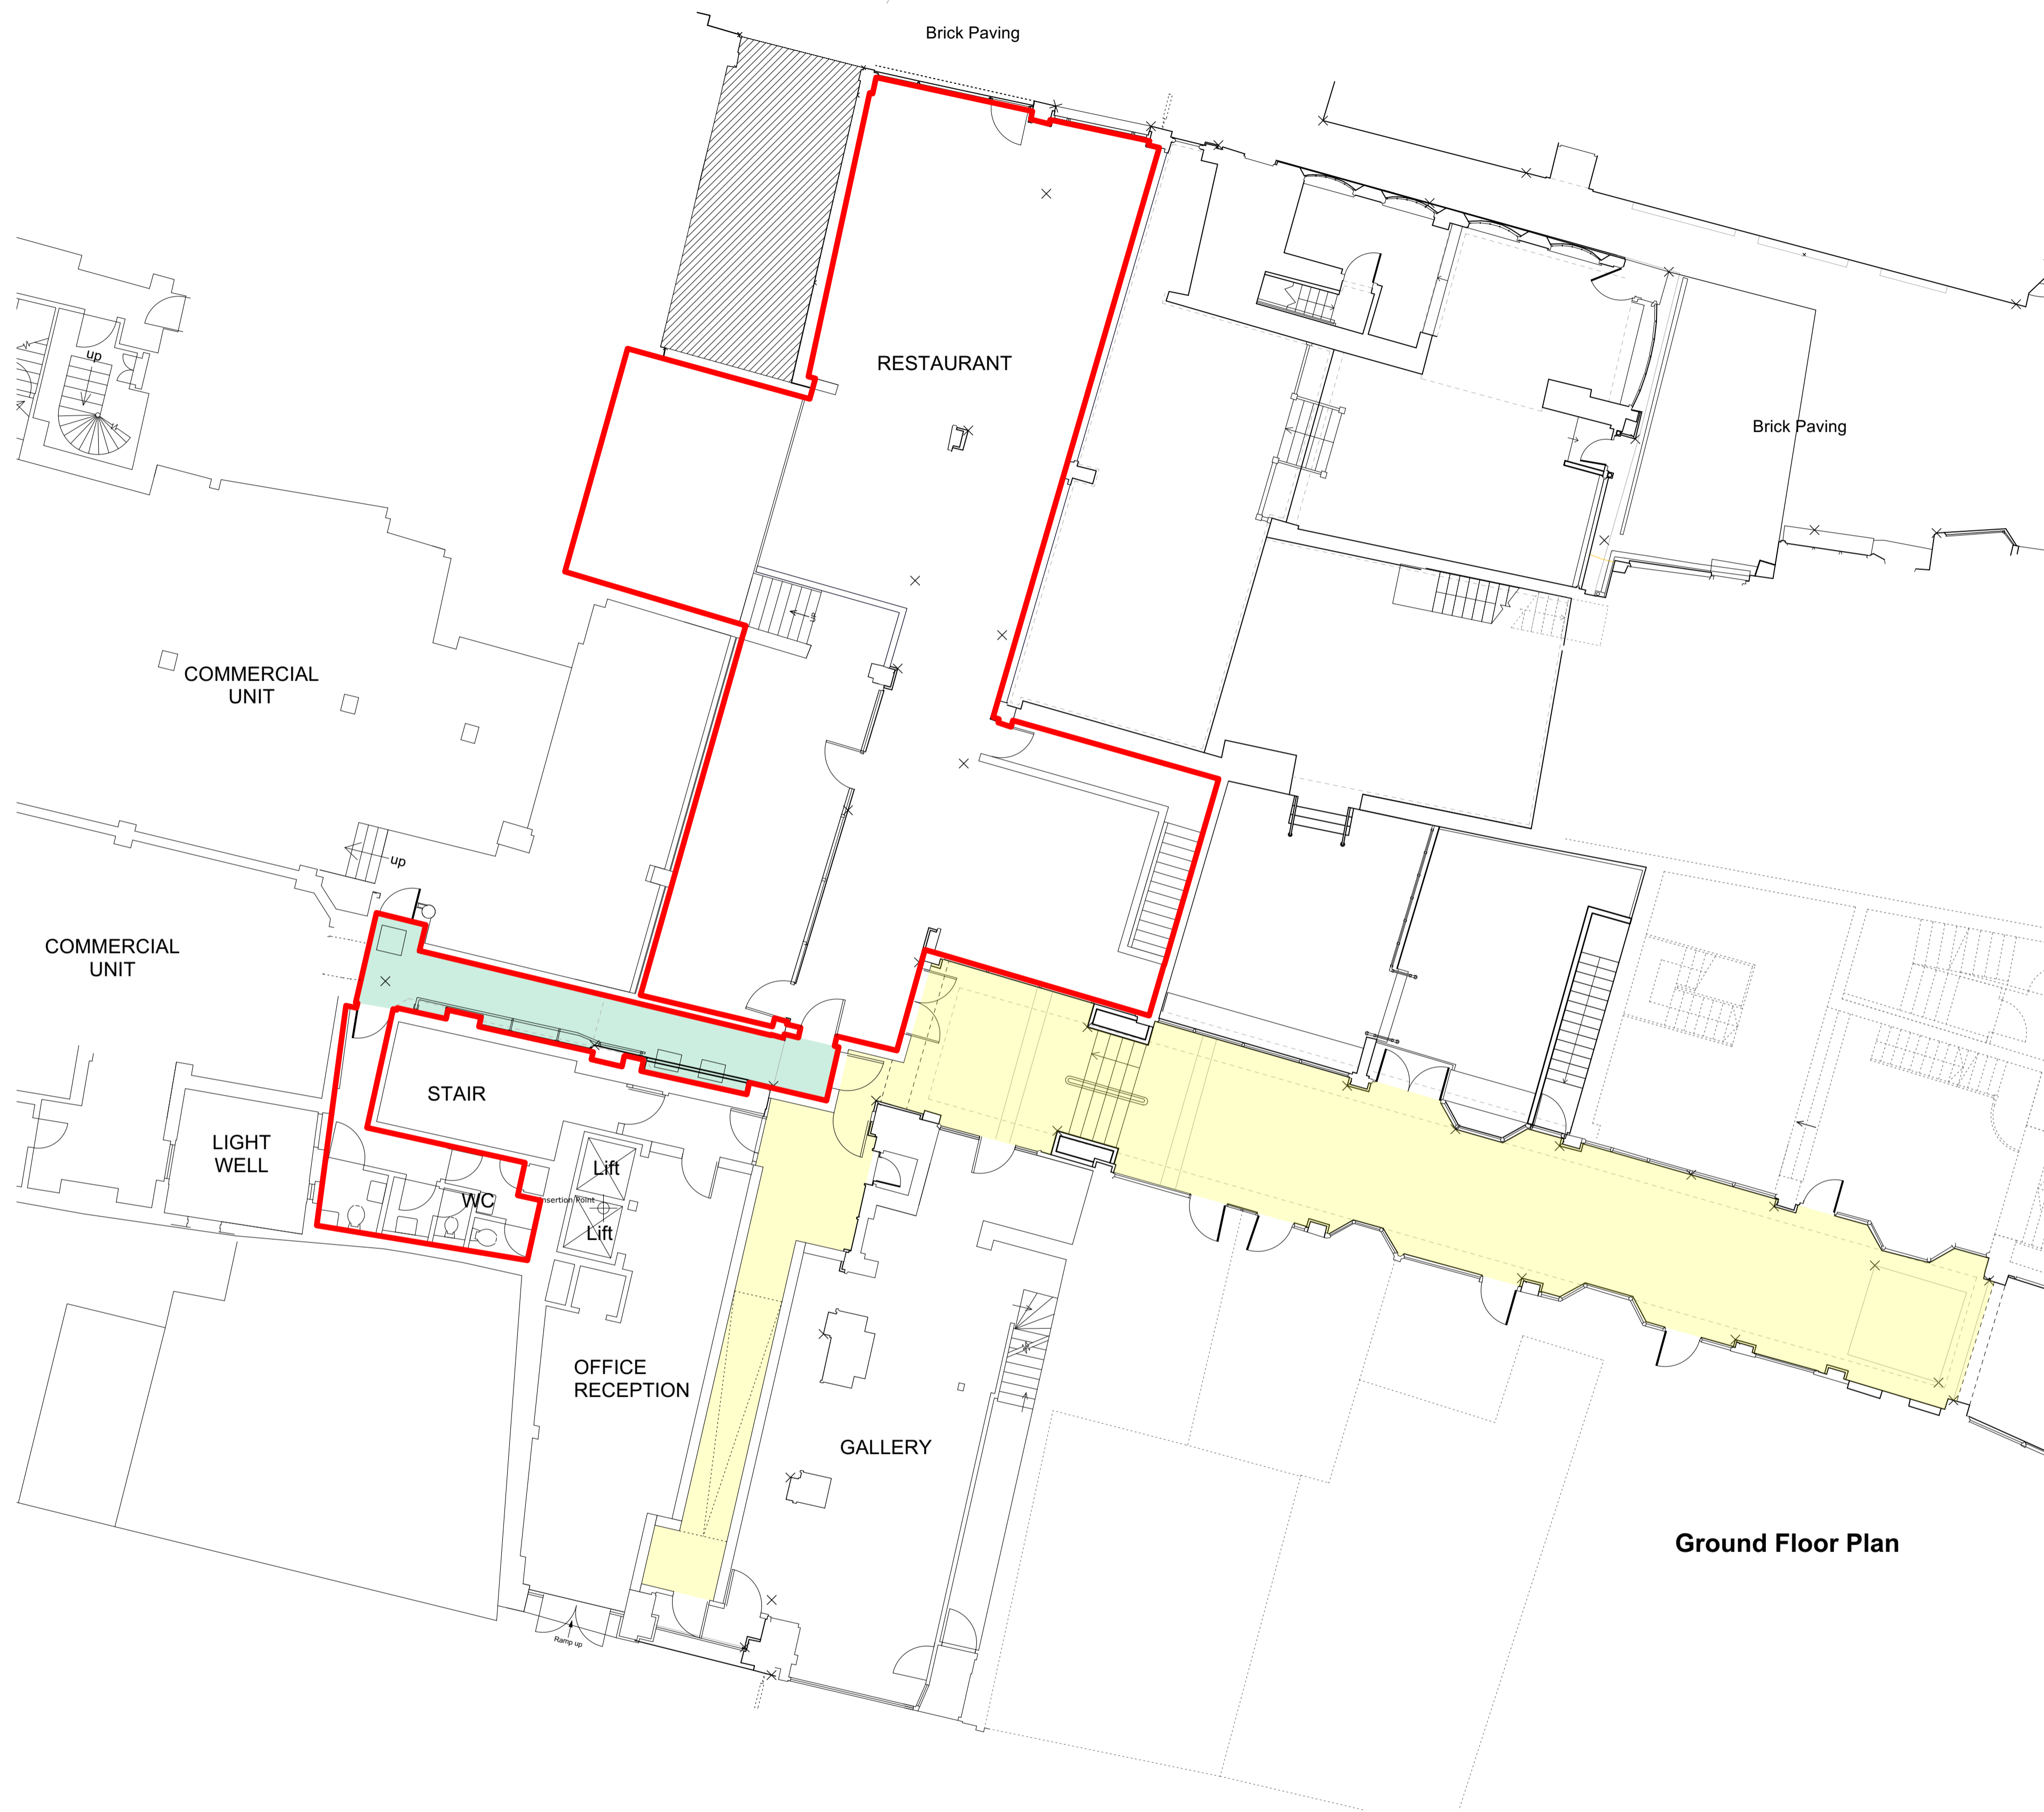 Brick Paving
up
RESTAURANT
Brick Paving
up
COMMERCIAL
UNIT
up
COMMERCIAL
UNIT
STAIR
LIGHT
WELL
Lift
WC
Insertion Point
Lift
OFFICE
RECEPTION
GALLERY
Ground Floor Plan
Ramp up